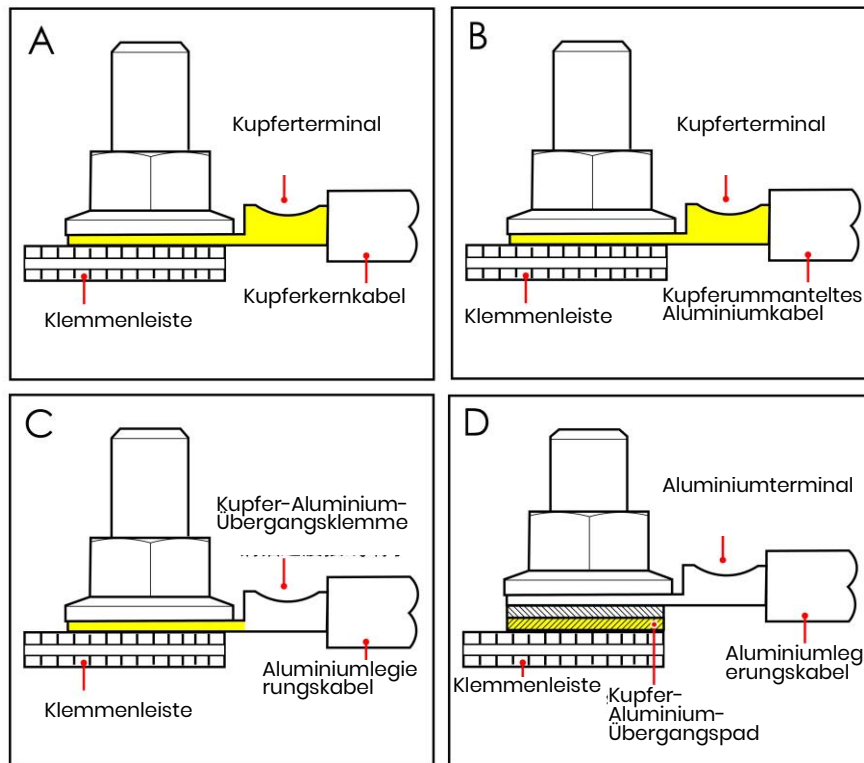 A
Kupferterminal
Kupferkernkabel
Klemmenleiste
B
Kupferterminal
Kupferummanteltes
Aluminiumkabel
Klemmenleiste
C
Kupfer-Aluminium-
Übergangsklemme
Aluminiumlegie
rungskabel
Klemmenleiste
D
Aluminiumterminal
Aluminiumleg
erungskabel
Klemmenleiste
Kupfer-
Aluminium-
Übergangspad